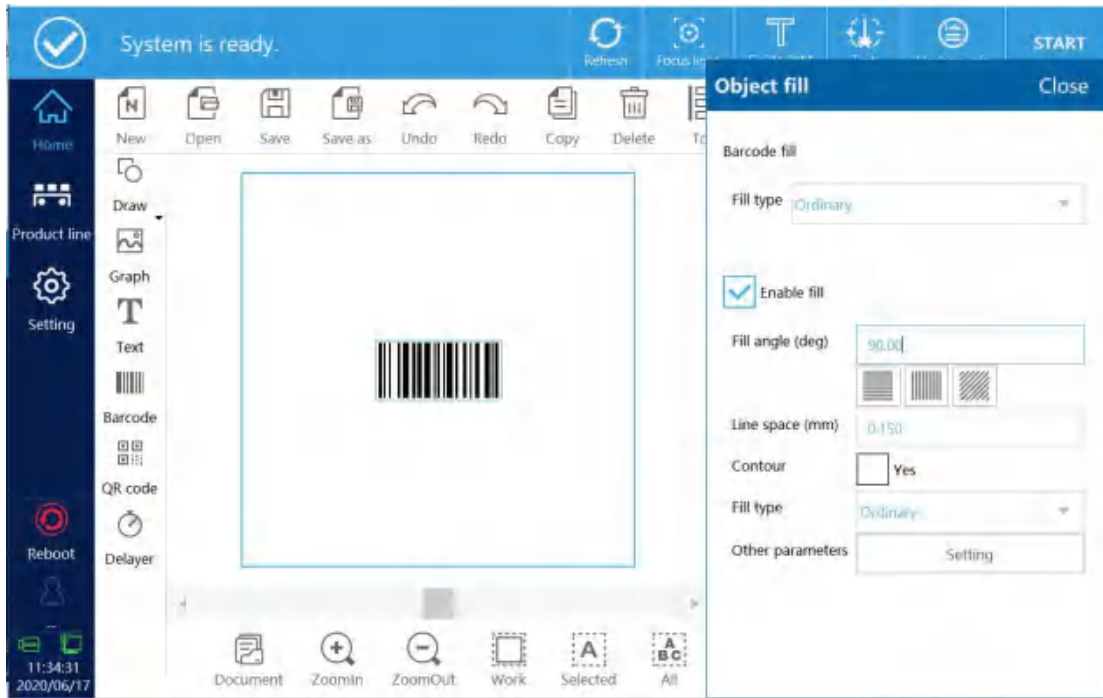 System is ready.
Refresh
START
Object fill
Close
Home
Product line
Setting
Reboot
11:34:31
2020/06/17
N
New
Open
Save
Save as
Undo
Redo
Copy
Delete
Draw
Graph
T
Text
Barcode
QR code
Delayer
Barcode fill
Fill type
Ordinary
Enable fill
Fill angle (deg)
90.00
Line space (mm)
0.150
Contour
Yes
Fill type
Ordinary
Other parameters
Setting
Document
ZoomIn
ZoomOut
Work
A
Selected
A
B C
All